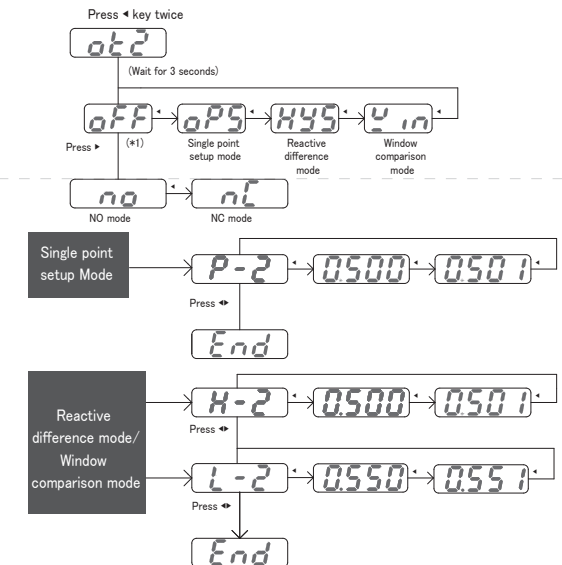 Press ◂ key twice
ot2
(Wait for 3 seconds)
oFF
oPS
HYS
Win
Press ▸
(*1)
Single point
setup mode
Reactive
difference
mode
Window
comparison
mode
no
nC
NO mode
NC mode
Single point
setup Mode
P-2
0.500
0.501
Press ◂▸
End
Reactive
difference mode/
Window
comparison mode
H-2
0.500
0.501
Press ◂▸
L-2
0.550
0.551
Press ◂▸
End